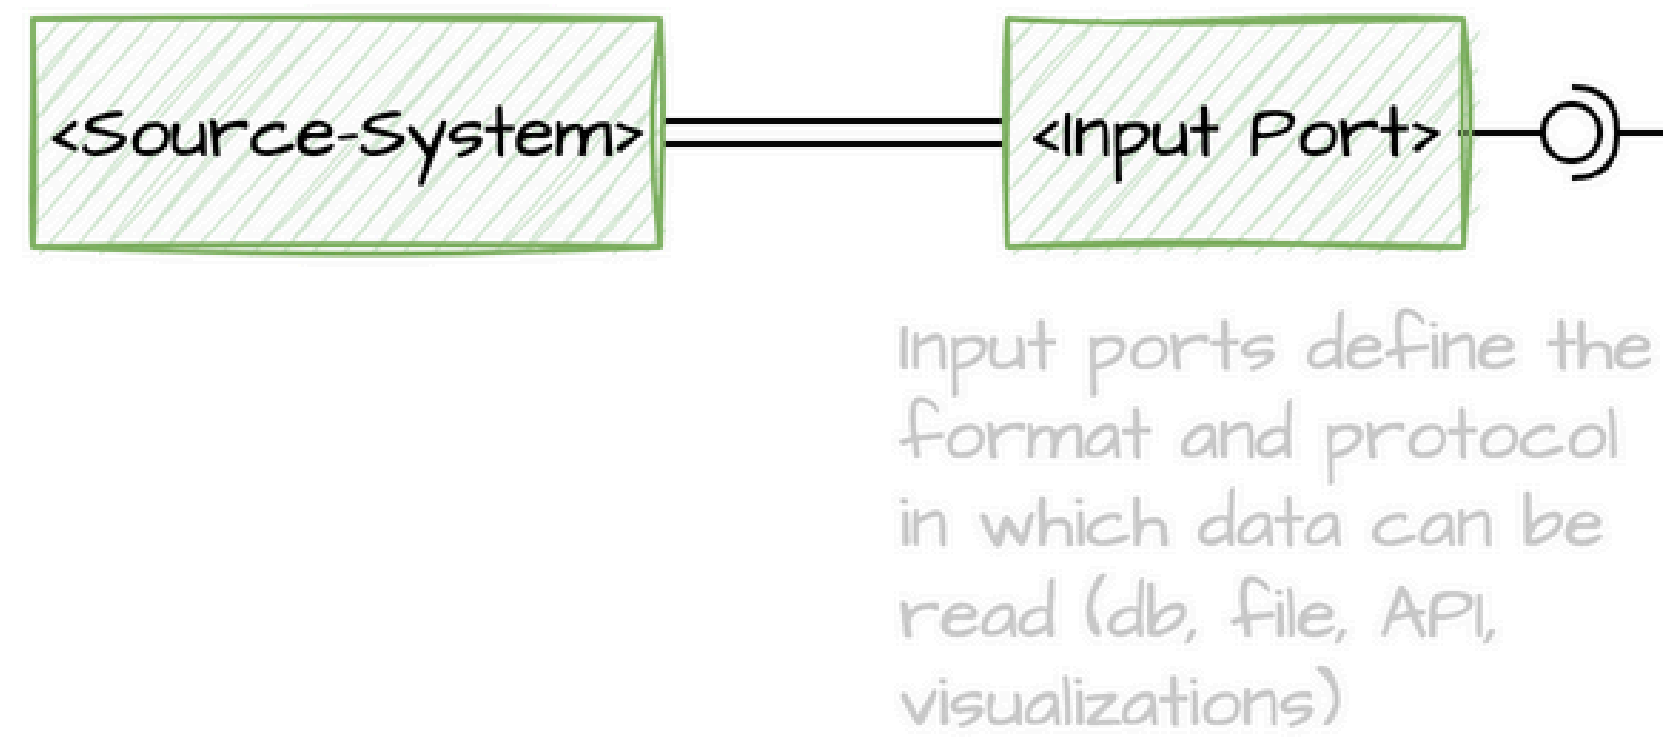 <Source-System>
<Input Port>
Input ports define the
format and protocol
in which data can be
read (db, file, API,
visualizations)